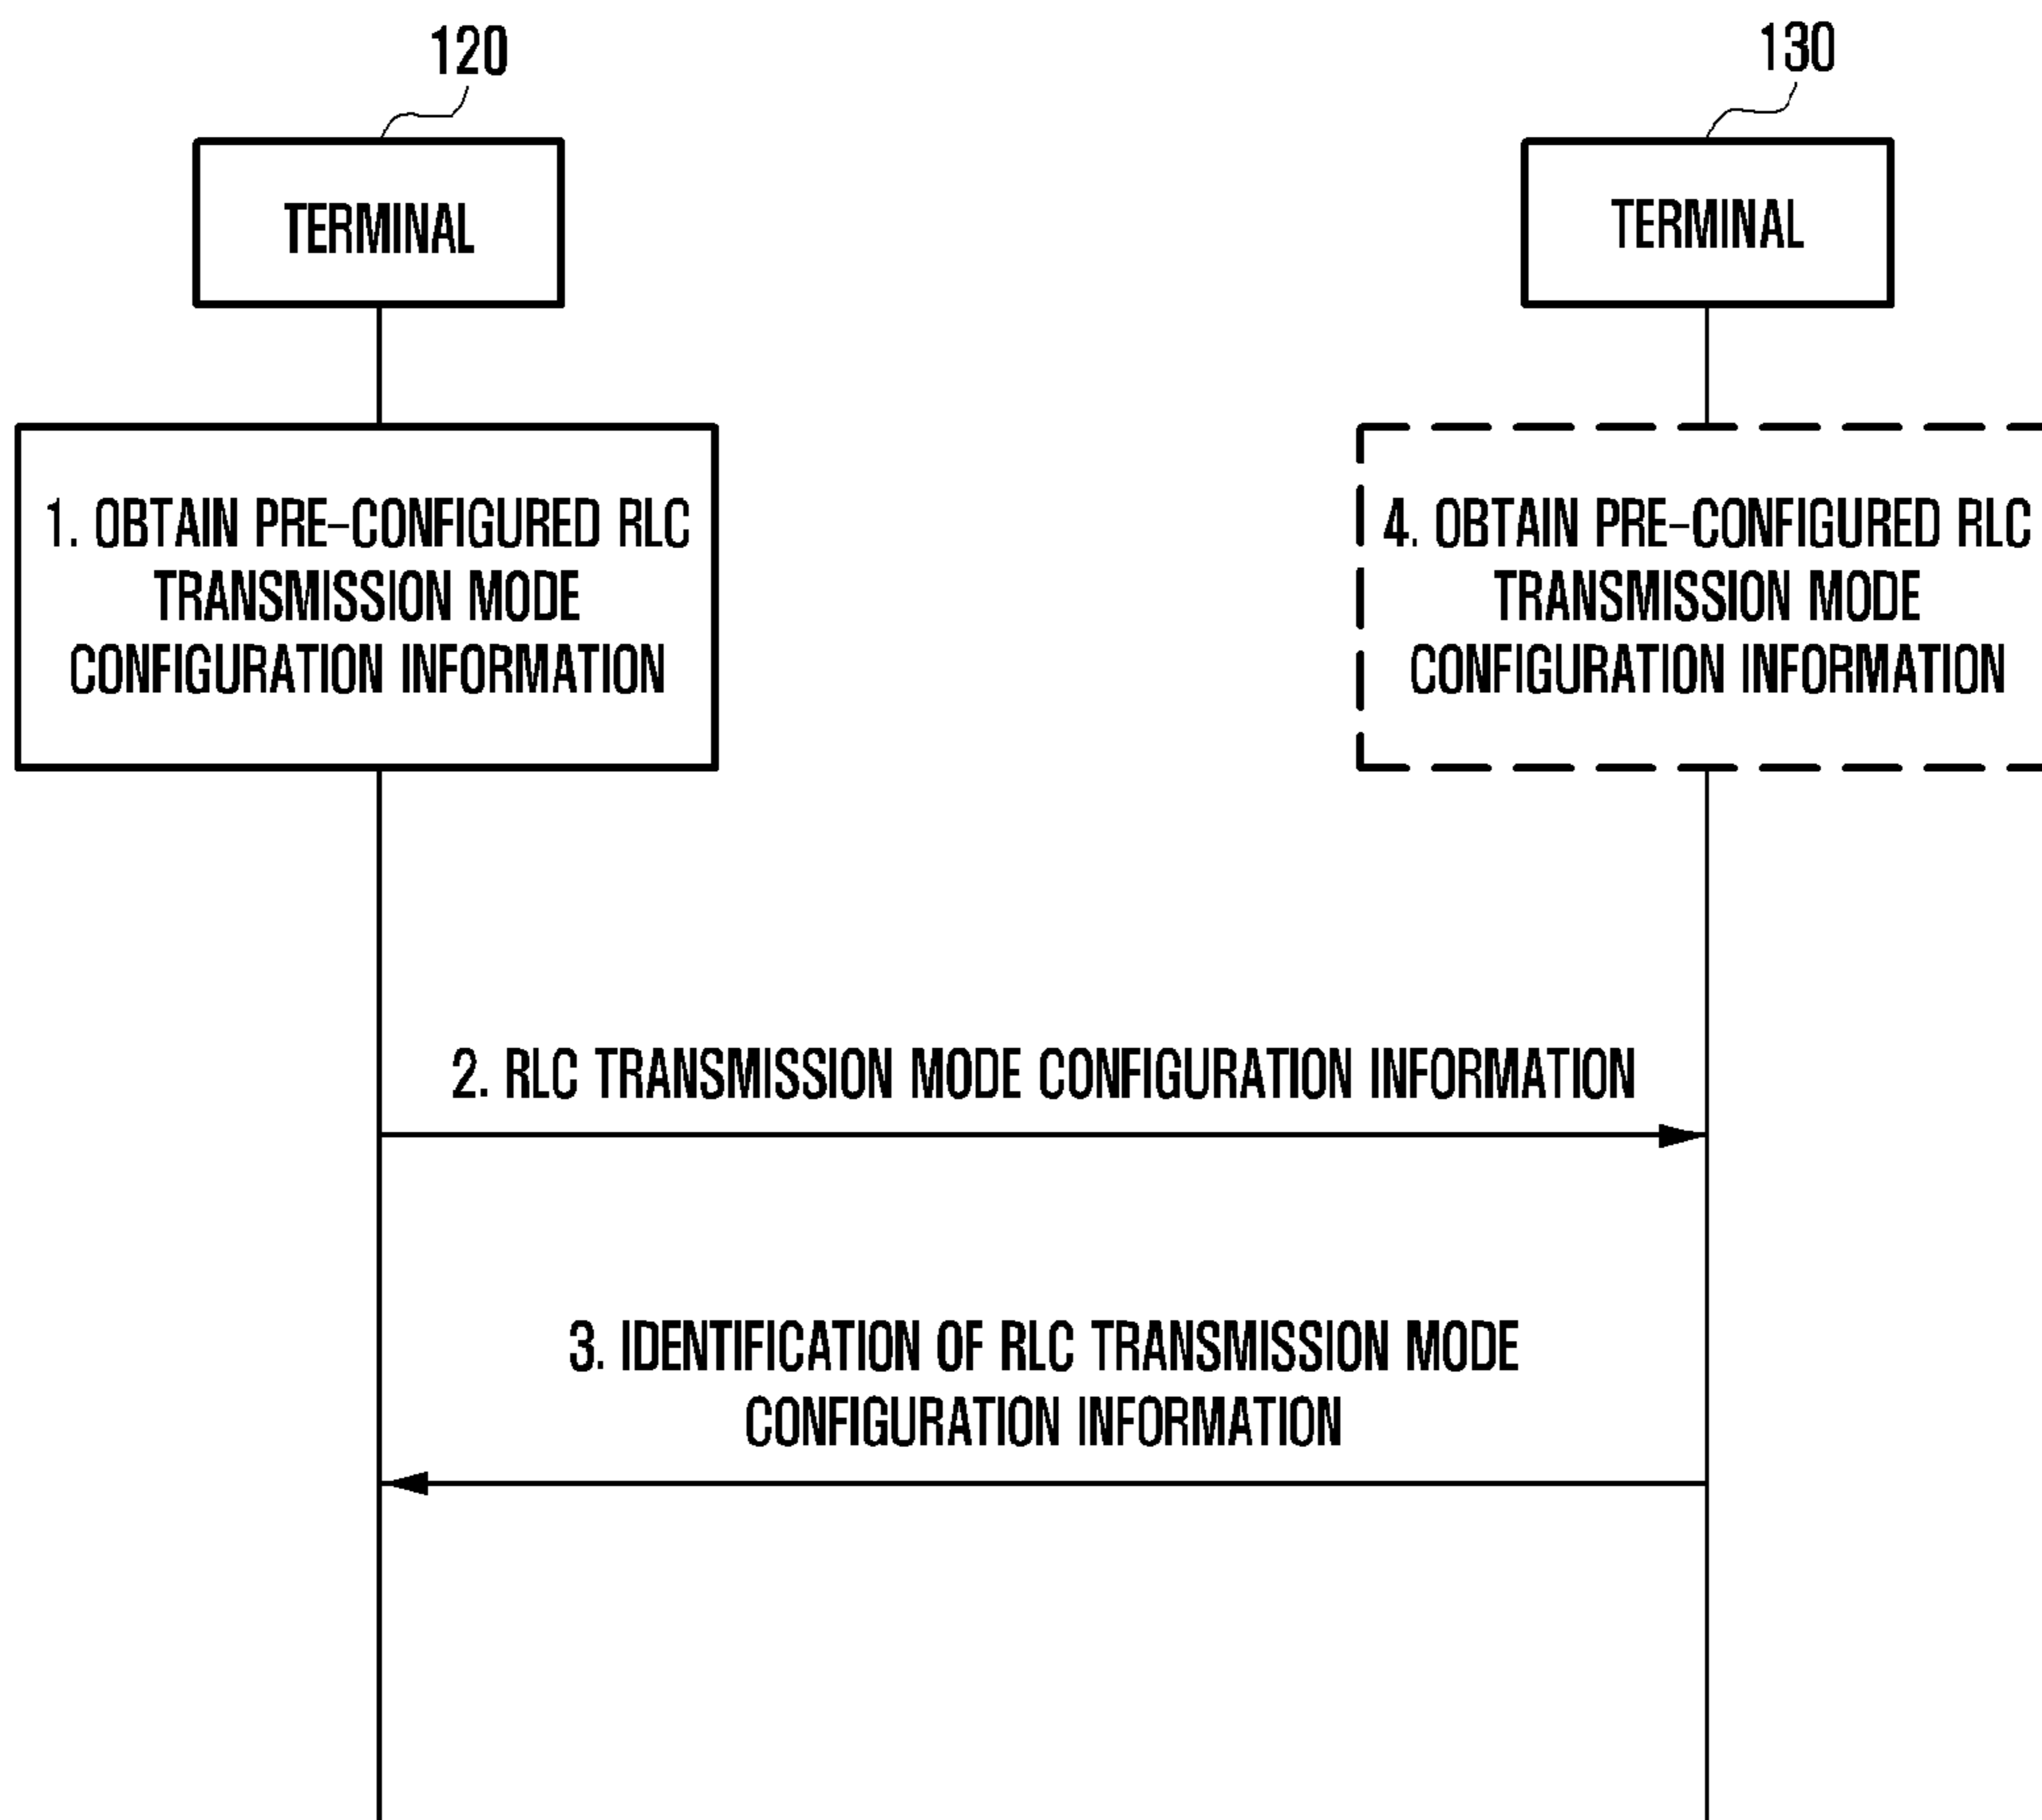 120
130
TERMINAL
TERMINAL
1. OBTAIN PRE-CONFIGURED RLC
TRANSMISSION MODE
CONFIGURATION INFORMATION
4. OBTAIN PRE-CONFIGURED RLC
TRANSMISSION MODE
CONFIGURATION INFORMATION
2. RLC TRANSMISSION MODE CONFIGURATION INFORMATION
3. IDENTIFICATION OF RLC TRANSMISSION MODE
CONFIGURATION INFORMATION